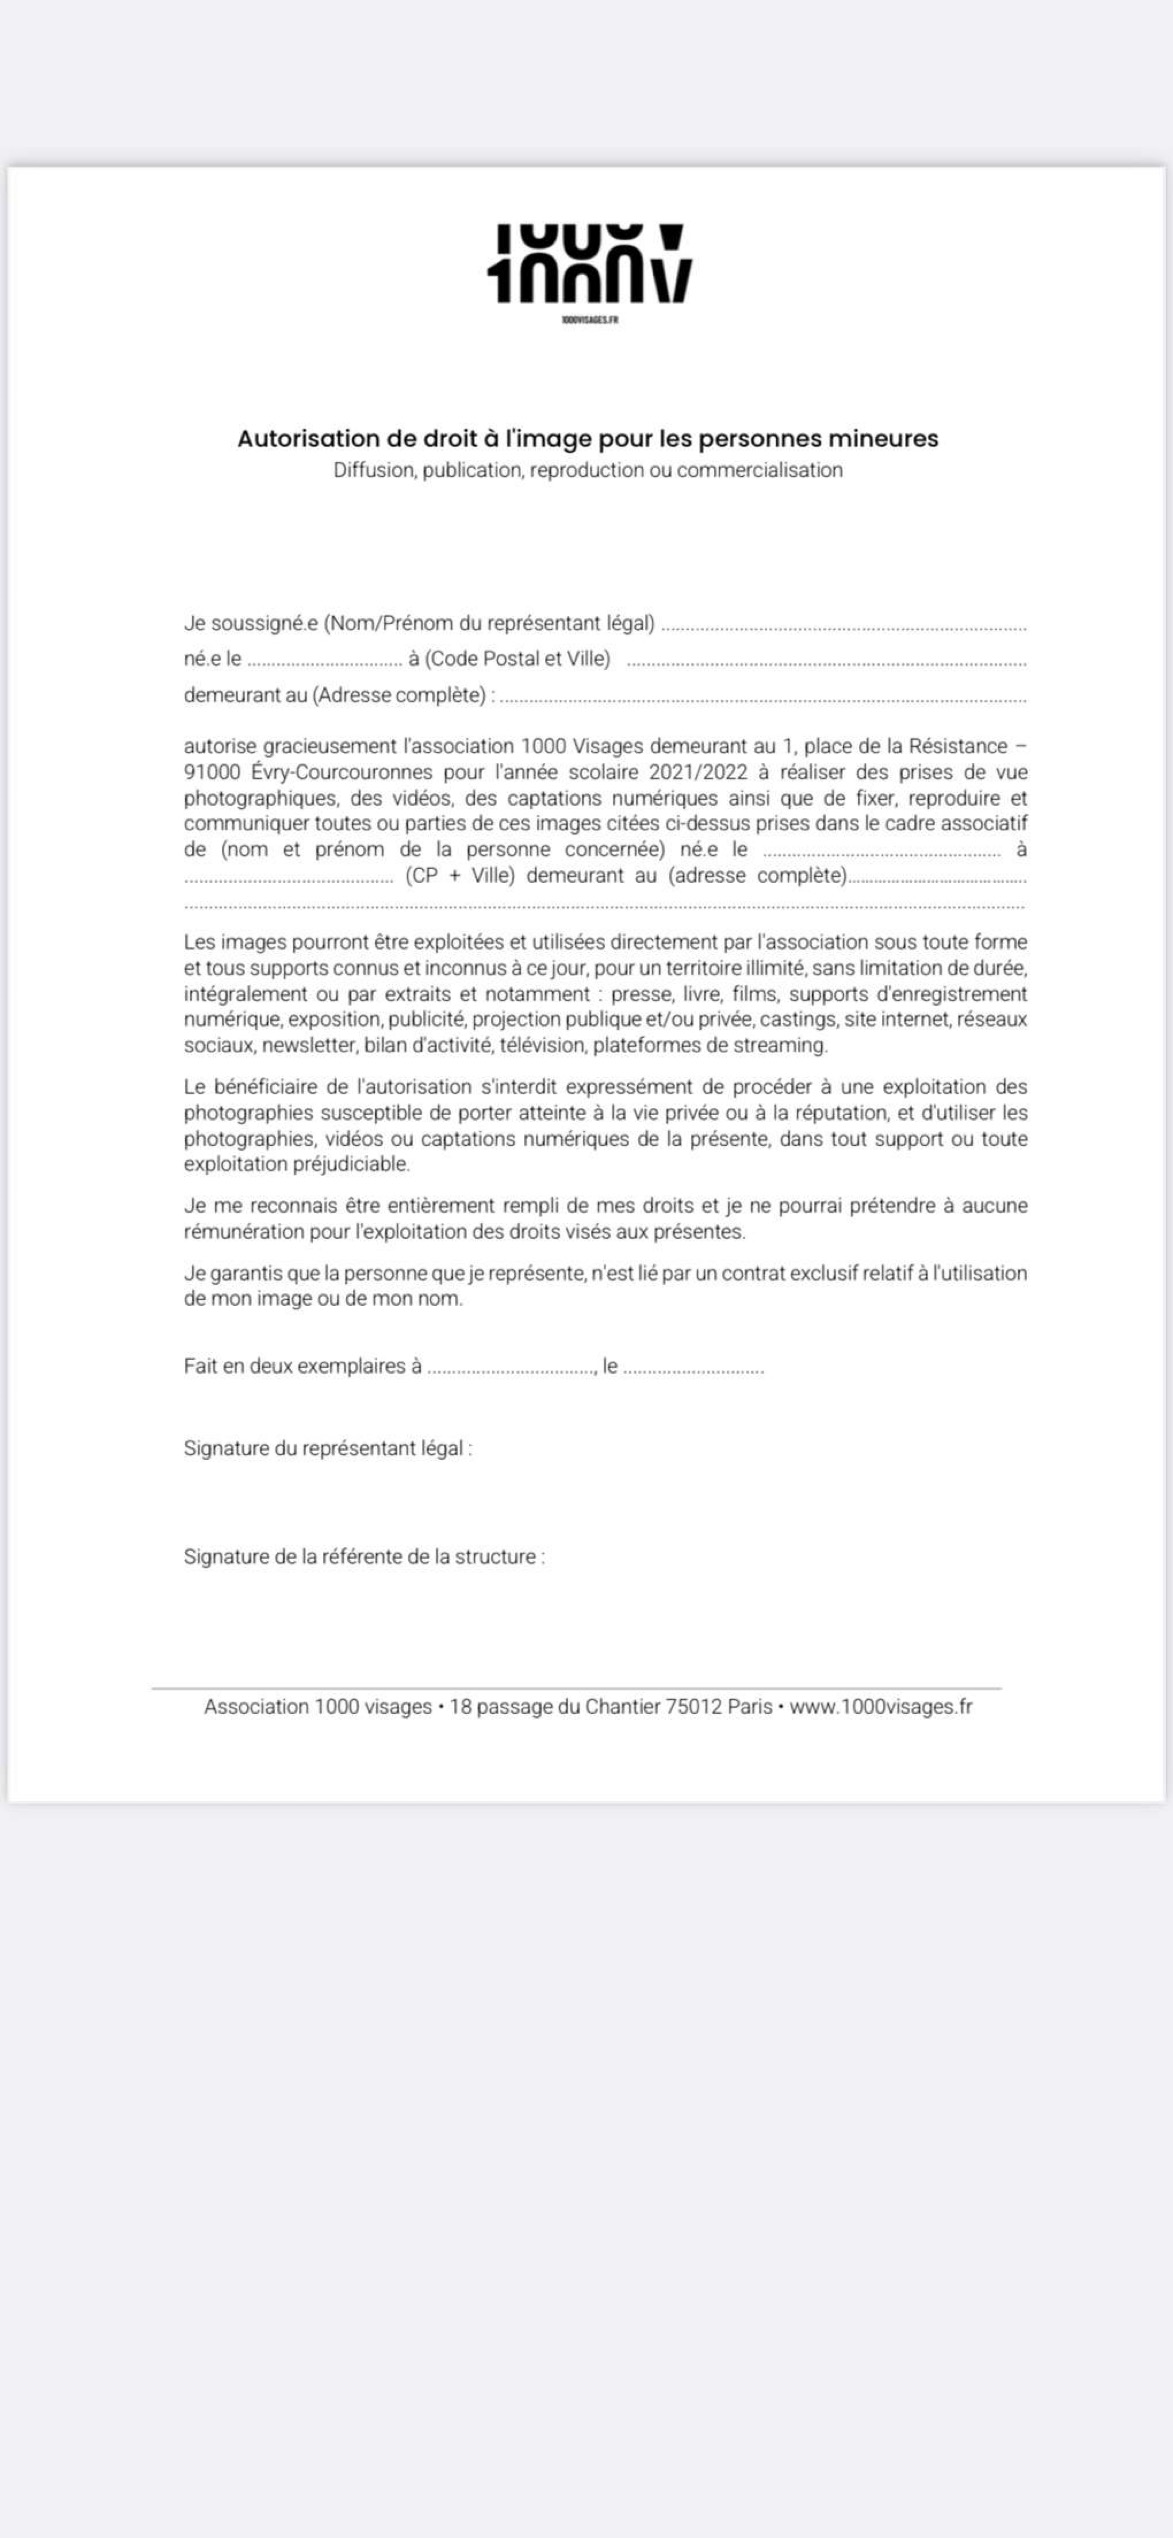 1000 V
1000VISAGES.FR
Autorisation de droit à l'image pour les personnes mineures
Diffusion, publication, reproduction ou commercialisation
Je soussigné.e (Nom/Prénom du représentant légal) ...........................................................................
né.e le ................................ à (Code Postal et Ville) ..................................................................................
demeurant au (Adresse complète) : ............................................................................................................
autorise gracieusement l'association 1000 Visages demeurant au 1, place de la Résistance –
91000 Évry-Courcouronnes pour l'année scolaire 2021/2022 à réaliser des prises de vue
photographiques, des vidéos, des captations numériques ainsi que de fixer, reproduire et
communiquer toutes ou parties de ces images citées ci-dessus prises dans le cadre associatif
de (nom et prénom de la personne concernée) né.e le ................................................. à
........................................... (CP + Ville) demeurant au (adresse complète).........................................
............................................................................................................................................................................
Les images pourront être exploitées et utilisées directement par l'association sous toute forme
et tous supports connus et inconnus à ce jour, pour un territoire illimité, sans limitation de durée,
intégralement ou par extraits et notamment : presse, livre, films, supports d'enregistrement
numérique, exposition, publicité, projection publique et/ou privée, castings, site internet, réseaux
sociaux, newsletter, bilan d'activité, télévision, plateformes de streaming.
Le bénéficiaire de l'autorisation s'interdit expressément de procéder à une exploitation des
photographies susceptible de porter atteinte à la vie privée ou à la réputation, et d'utiliser les
photographies, vidéos ou captations numériques de la présente, dans tout support ou toute
exploitation préjudiciable.
Je me reconnais être entièrement rempli de mes droits et je ne pourrai prétendre à aucune
rémunération pour l'exploitation des droits visés aux présentes.
Je garantis que la personne que je représente, n'est lié par un contrat exclusif relatif à l'utilisation
de mon image ou de mon nom.
Fait en deux exemplaires à .................................., le .............................
Signature du représentant légal :
Signature de la référente de la structure :
Association 1000 visages • 18 passage du Chantier 75012 Paris • www.1000visages.fr